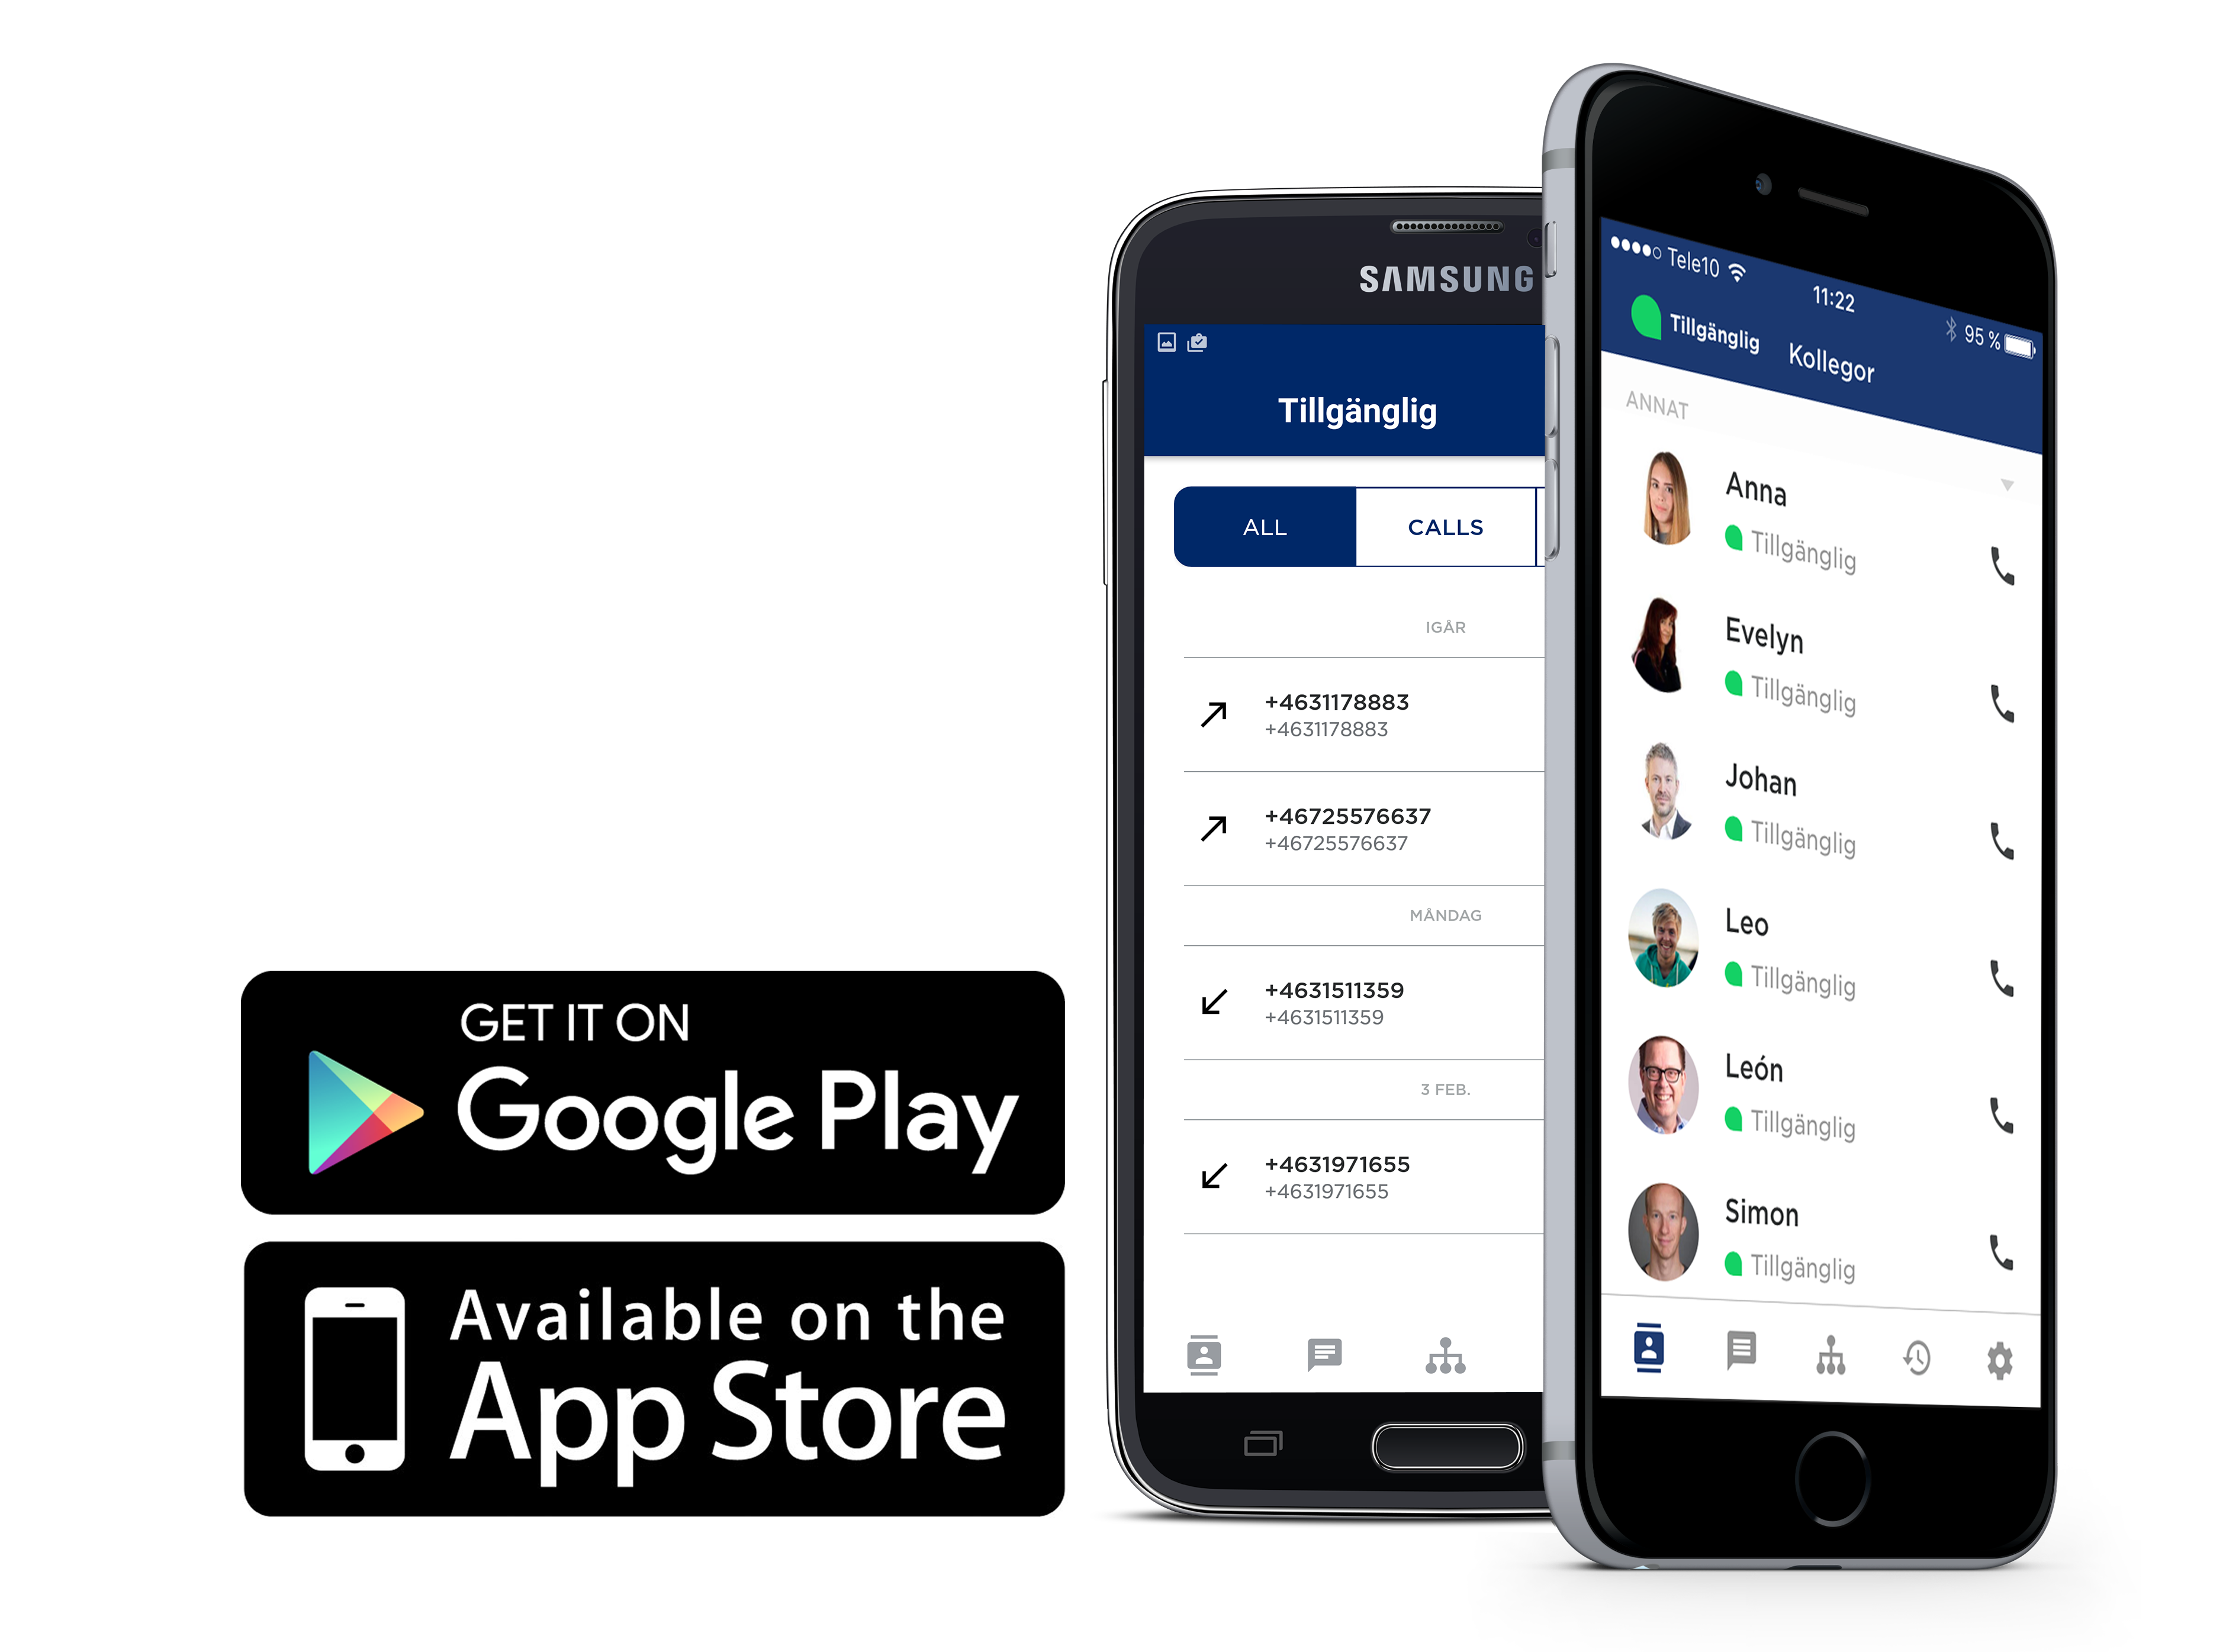 SAMSUNG
Tillgänglig
ALL
CALLS
IGÅR
+4631178883
+4631178883
+46725576637
+46725576637
MÅNDAG
+4631511359
+4631511359
3 FEB.
+4631971655
+4631971655
Tele10
11:22
95 %
Tillgänglig
Kollegor
ANNAT
Anna
Tillgänglig
Evelyn
Tillgänglig
Johan
Tillgänglig
Leo
Tillgänglig
León
Tillgänglig
Simon
Tillgänglig
GET IT ON
Google Play
Available on the
App Store